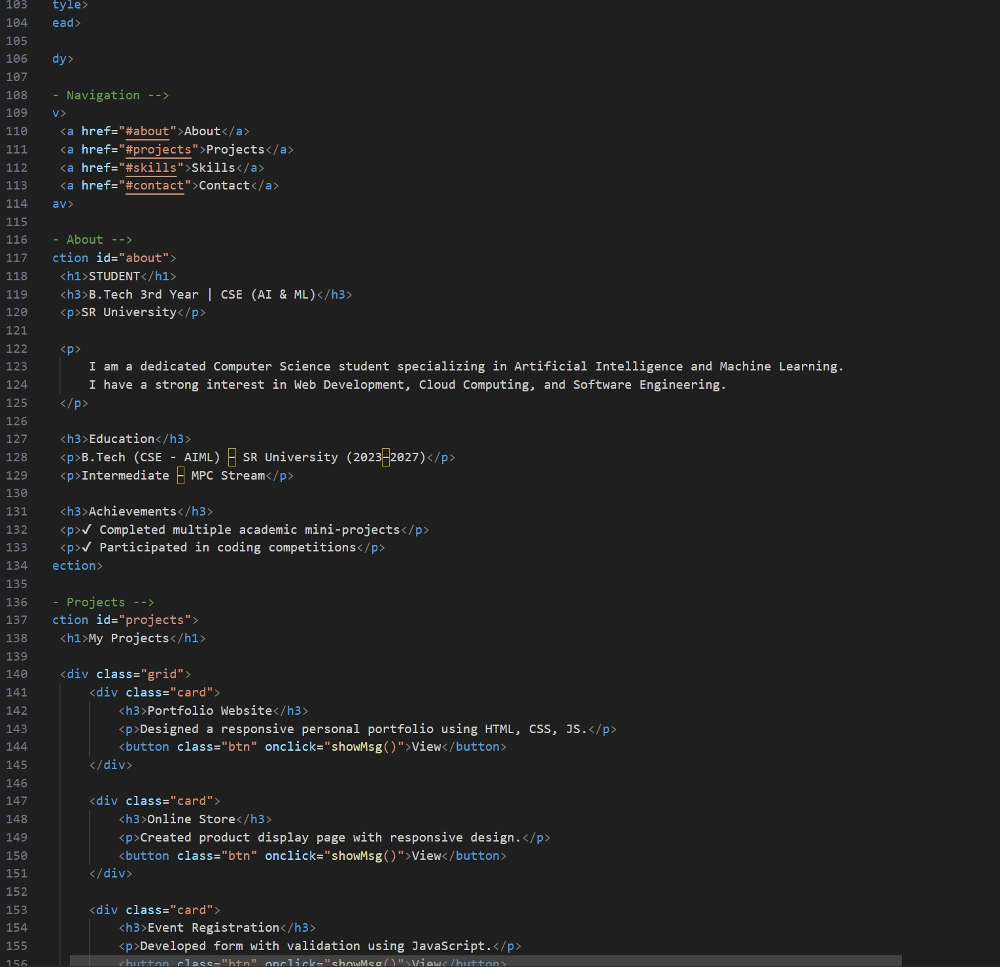 103 tyle>
104 ead>
105
106 dy>
107
108 - Navigation -->
109 v>
110 <a href="#about">About</a>
111 <a href="#projects">Projects</a>
112 <a href="#skills">Skills</a>
113 <a href="#contact">Contact</a>
114 av>
115
116 - About -->
117 ction id="about">
118 <h1>STUDENT</h1>
119 <h3>B.Tech 3rd Year | CSE (AI & ML)</h3>
120 <p>SR University</p>
121
122 <p>
123 I am a dedicated Computer Science student specializing in Artificial Intelligence and Machine Learning.
124 I have a strong interest in Web Development, Cloud Computing, and Software Engineering.
125 </p>
126
127 <h3>Education</h3>
128 <p>B.Tech (CSE - AIML) – SR University (2023–2027)</p>
129 <p>Intermediate – MPC Stream</p>
130
131 <h3>Achievements</h3>
132 <p>✔ Completed multiple academic mini-projects</p>
133 <p>✔ Participated in coding competitions</p>
134 ection>
135
136 - Projects -->
137 ction id="projects">
138 <h1>My Projects</h1>
139
140 <div class="grid">
141 <div class="card">
142 <h3>Portfolio Website</h3>
143 <p>Designed a responsive personal portfolio using HTML, CSS, JS.</p>
144 <button class="btn" onclick="showMsg()">View</button>
145 </div>
146
147 <div class="card">
148 <h3>Online Store</h3>
149 <p>Created product display page with responsive design.</p>
150 <button class="btn" onclick="showMsg()">View</button>
151 </div>
152
153 <div class="card">
154 <h3>Event Registration</h3>
155 <p>Developed form with validation using JavaScript.</p>
156 <button class="btn" onclick="showMsg()">View</button>